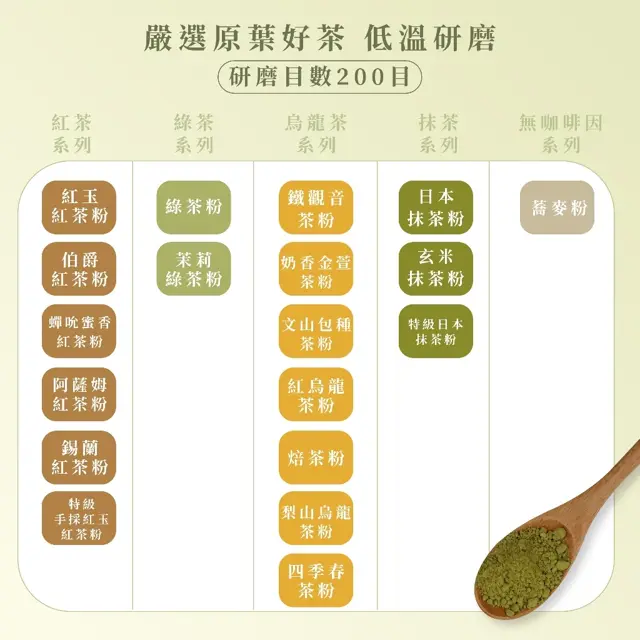 嚴選原葉好茶 低溫研磨
研磨目數200目
紅茶
系列
綠茶
系列
烏龍茶
系列
抹茶
系列
無咖啡因
系列
紅玉
紅茶粉
伯爵
紅茶粉
蟬吮蜜香
紅茶粉
阿薩姆
紅茶粉
錫蘭
紅茶粉
特級
手採紅玉
紅茶粉
綠茶粉
茉莉
綠茶粉
鐵觀音
茶粉
奶香金萱
茶粉
文山包種
茶粉
紅烏龍
茶粉
焙茶粉
梨山烏龍
茶粉
四季春
茶粉
日本
抹茶粉
玄米
抹茶粉
特級日本
抹茶粉
蕎麥粉